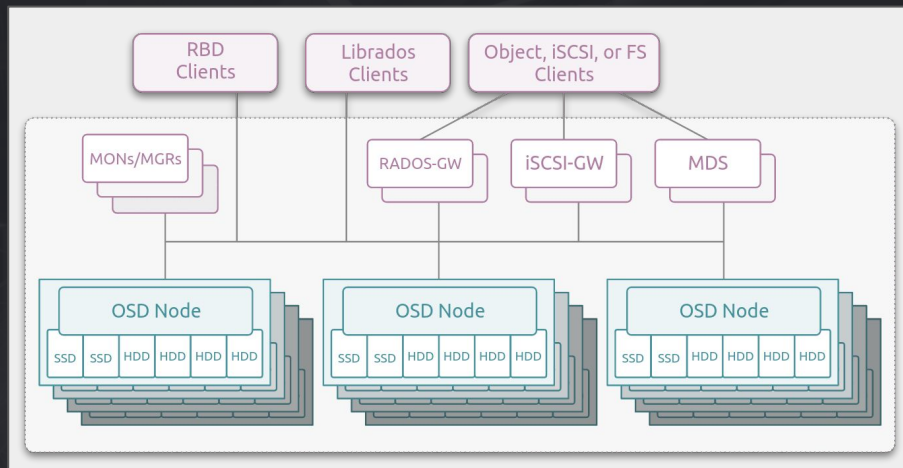 RBD
Clients
Librados
Clients
Object, iSCSI, or FS
Clients
MONs/MGRs
RADOS-GW
iSCSI-GW
MDS
OSD Node
SSD SSD HDD HDD HDD HDD
OSD Node
SSD SSD HDD HDD HDD HDD
OSD Node
SSD SSD HDD HDD HDD HDD